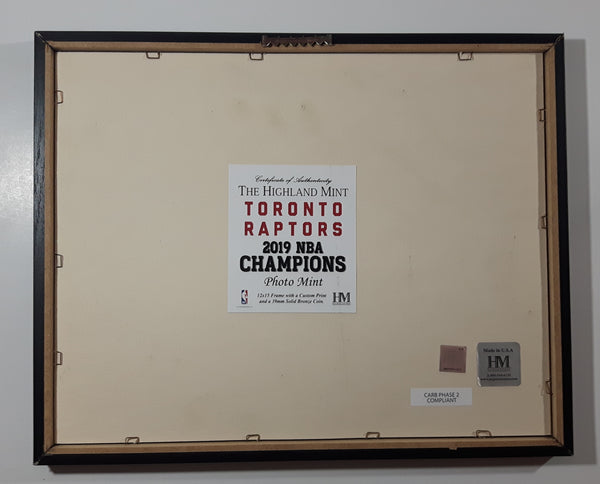 Certificate of Authenticity
THE HIGHLAND MINT
TORONTO
RAPTORS
2019 NBA
CHAMPIONS
Photo Mint
12x15 Frame with a Custom Print
and a 39mm Solid Bronze Coin
HM
Made in U.S.A
HM
CARB PHASE 2
COMPLIANT